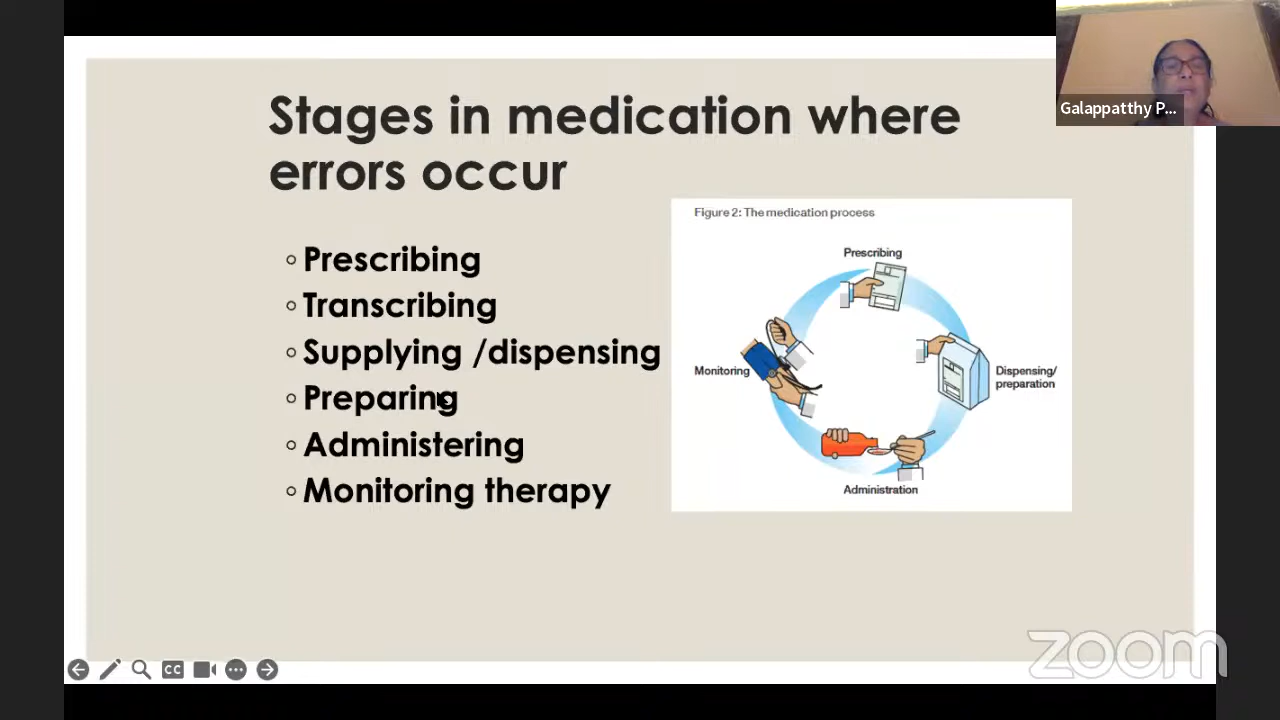 Stages in medication where
errors occur
◦ Prescribing
◦ Transcribing
◦ Supplying /dispensing
◦ Preparing
◦ Administering
◦ Monitoring therapy
Figure 2: The medication process
Prescribing
Monitoring
Dispensing/
preparation
Administration
Galappatthy P...
CC
zoom